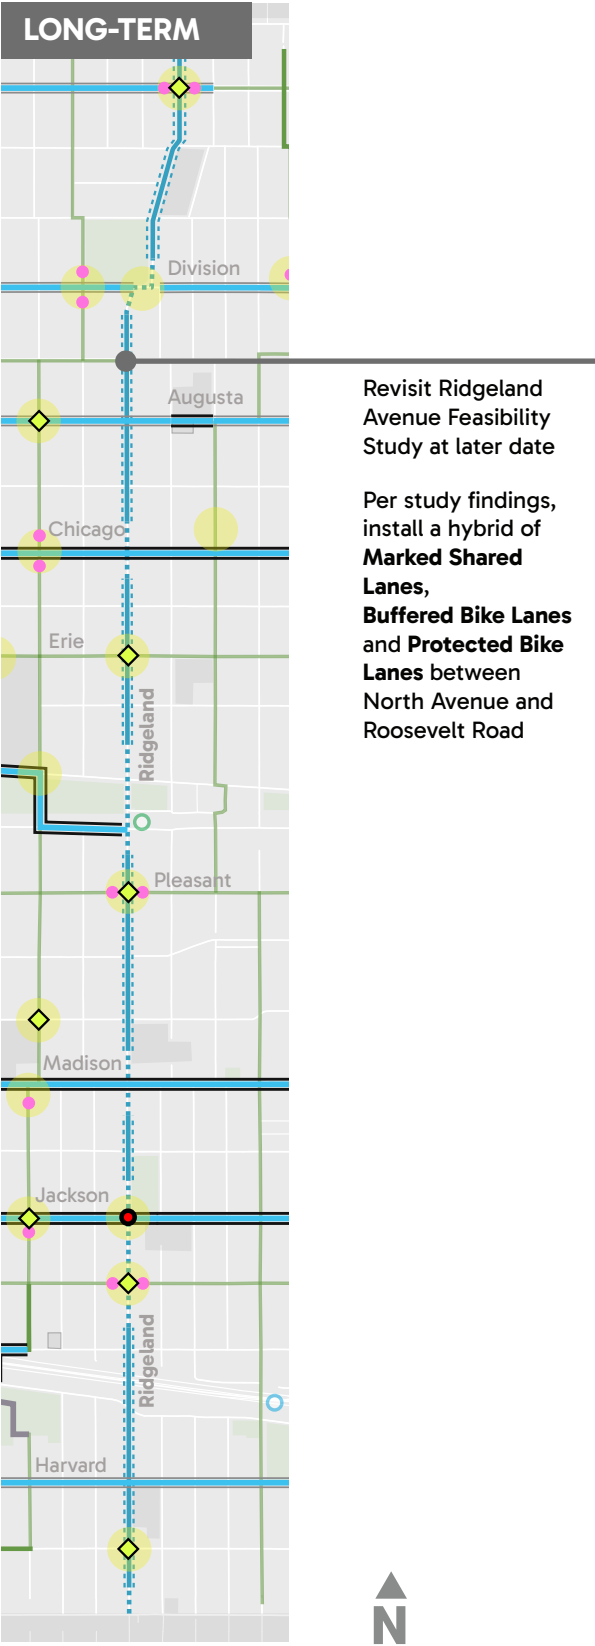 LONG-TERM
Division
Augusta
Revisit Ridgeland
Avenue Feasibility
Study at later date
Per study findings,
install a hybrid of
Marked Shared
Lanes,
Buffered Bike Lanes
and Protected Bike
Lanes between
North Avenue and
Roosevelt Road
Chicago
Erie
Ridgeland
Pleasant
Madison
Jackson
Ridgeland
Harvard
N